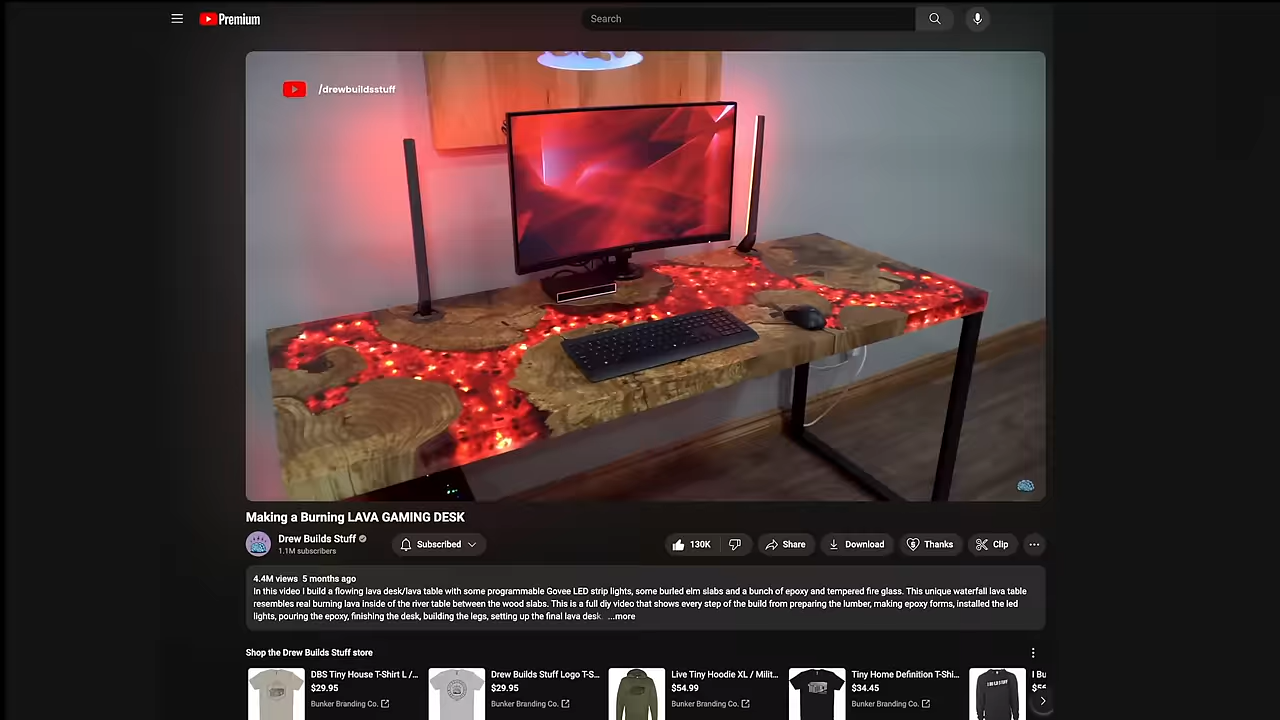 Premium
Search
/drewbuildsstuff
Making a Burning LAVA GAMING DESK
Drew Builds Stuff
1.1M subscribers
Subscribed
130K
Share
Download
Thanks
Clip
4.4M views 5 months ago
In this video I build a flowing lava desk/lava table with some programmable Govee LED strip lights, some burled elm slabs and a bunch of epoxy and tempered fire glass. This unique waterfall lava table
resembles real burning lava inside of the river table between the wood slabs. This is a full diy video that shows every step of the build from preparing the lumber, making epoxy forms, installed the led
lights, pouring the epoxy, finishing the desk, building the legs, setting up the final lava desk. ...more
Shop the Drew Builds Stuff store
DBS Tiny House T-Shirt L /...
$29.95
Bunker Branding Co.
Drew Builds Stuff Logo T-S...
$29.95
Bunker Branding Co.
Live Tiny Hoodie XL / Milit...
$54.99
Bunker Branding Co.
Tiny Home Definition T-Shi...
$34.45
Bunker Branding Co.
I Bu